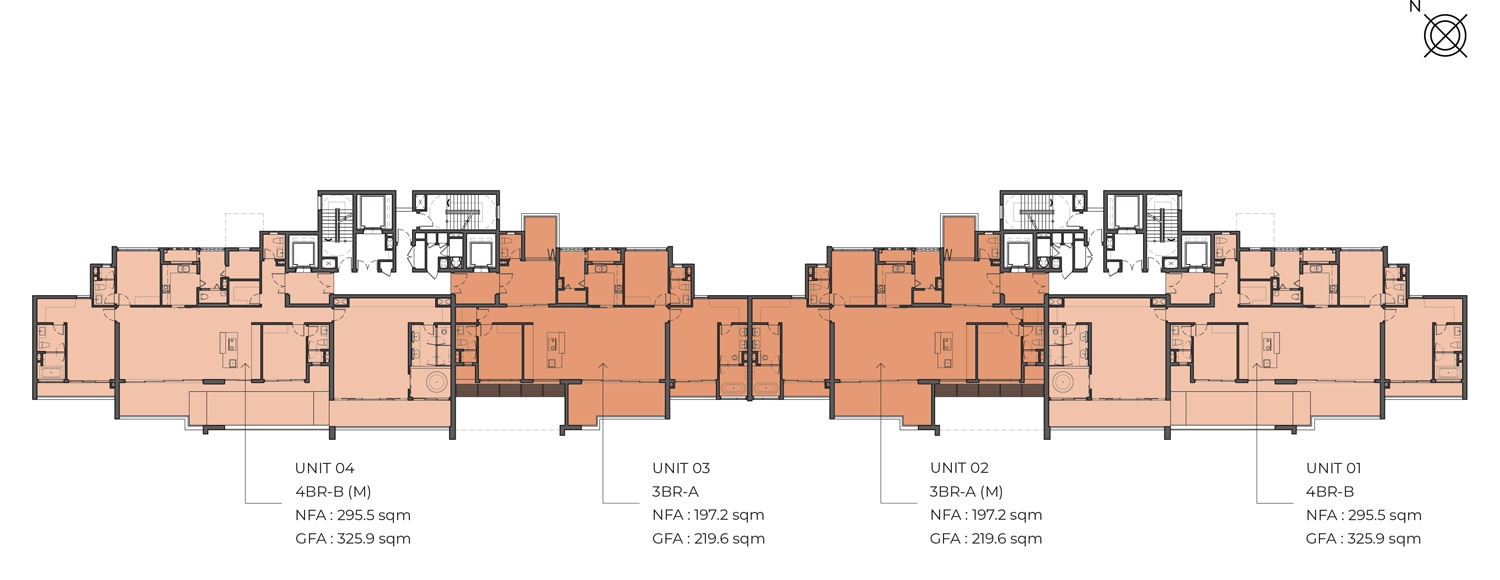 N
UNIT 04
4BR-B (M)
NFA : 295.5 sqm
GFA : 325.9 sqm
UNIT 03
3BR-A
NFA : 197.2 sqm
GFA : 219.6 sqm
UNIT 02
3BR-A (M)
NFA : 197.2 sqm
GFA : 219.6 sqm
UNIT 01
4BR-B
NFA : 295.5 sqm
GFA : 325.9 sqm